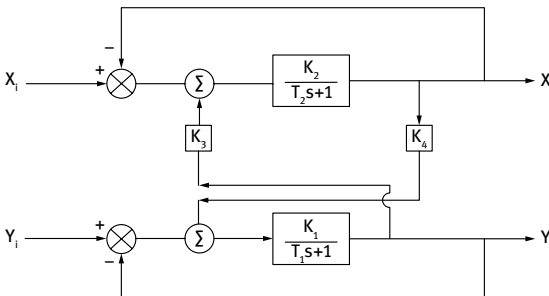 −
X_i + Σ K_2 X
T_2s+1
K_3 K_4
Y_i + Σ K_1 Y
T_1s+1
−